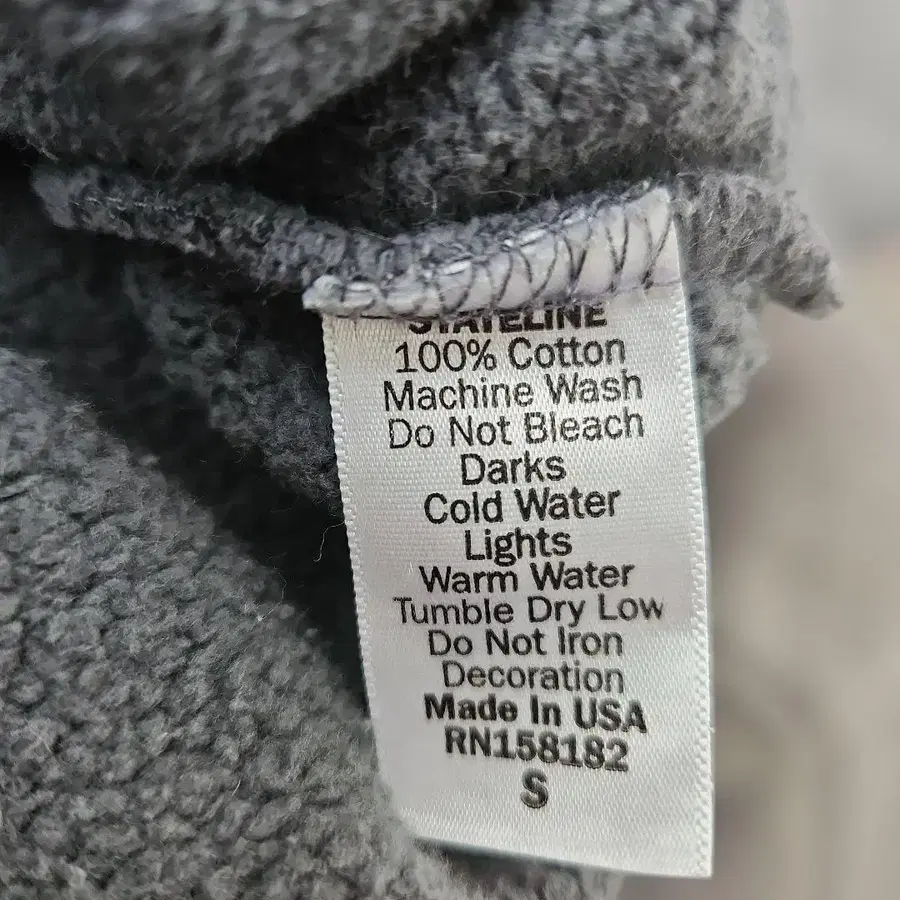 STATELINE
100% Cotton
Machine Wash
Do Not Bleach
Darks
Cold Water
Lights
Warm Water
Tumble Dry Low
Do Not Iron
Decoration
Made In USA
RN158182
S